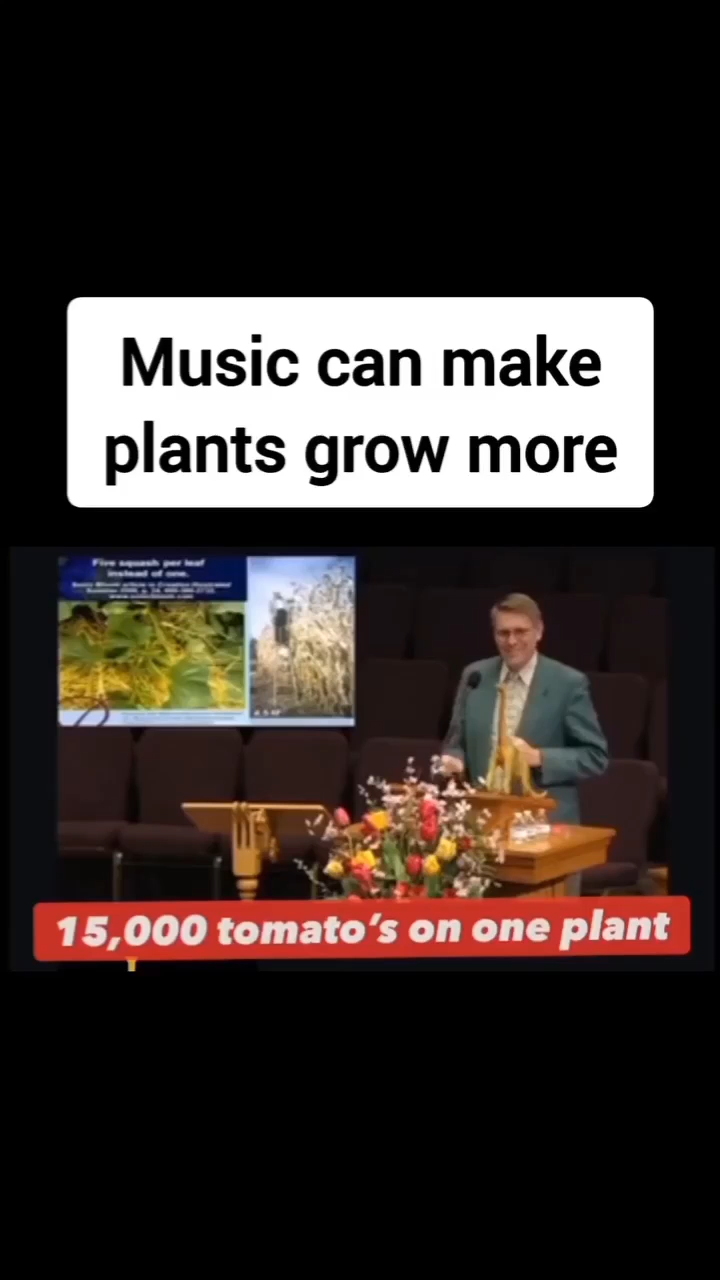 Music can make
plants grow more
Five squash per leaf
instead of one.
15,000 tomato's on one plant